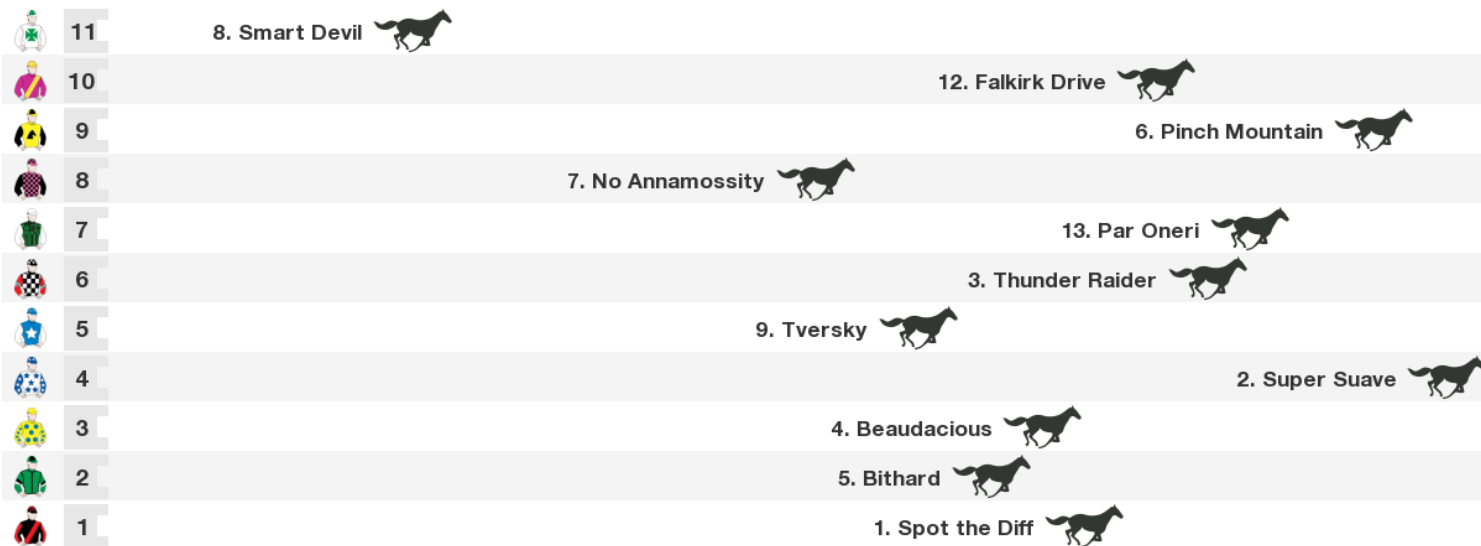 11 8. Smart Devil
10 12. Falkirk Drive
9 6. Pinch Mountain
8 7. No Annamossity
7 13. Par Oneri
6 3. Thunder Raider
5 9. Tversky
4 2. Super Suave
3 4. Beaudacious
2 5. Bithard
1 1. Spot the Diff